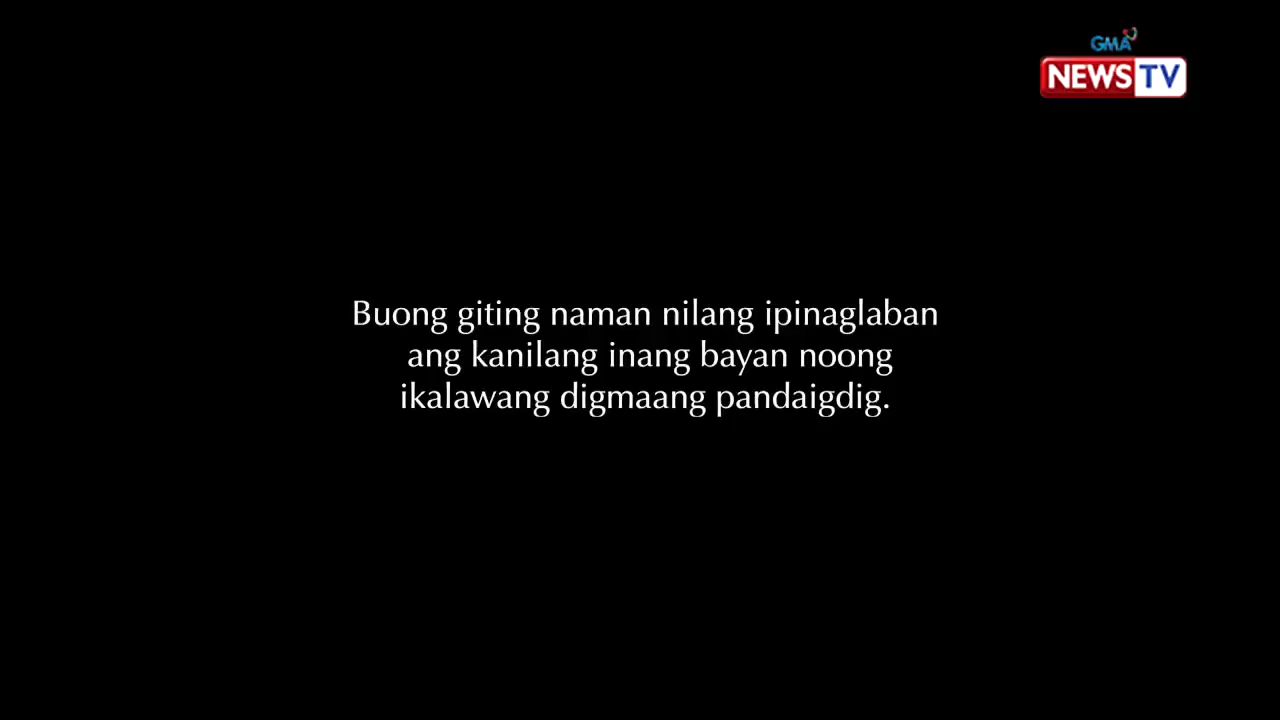 GMA
NEWS TV
Buong giting naman nilang ipinaglaban
ang kanilang inang bayan noong
ikalawang digmaang pandaigdig.